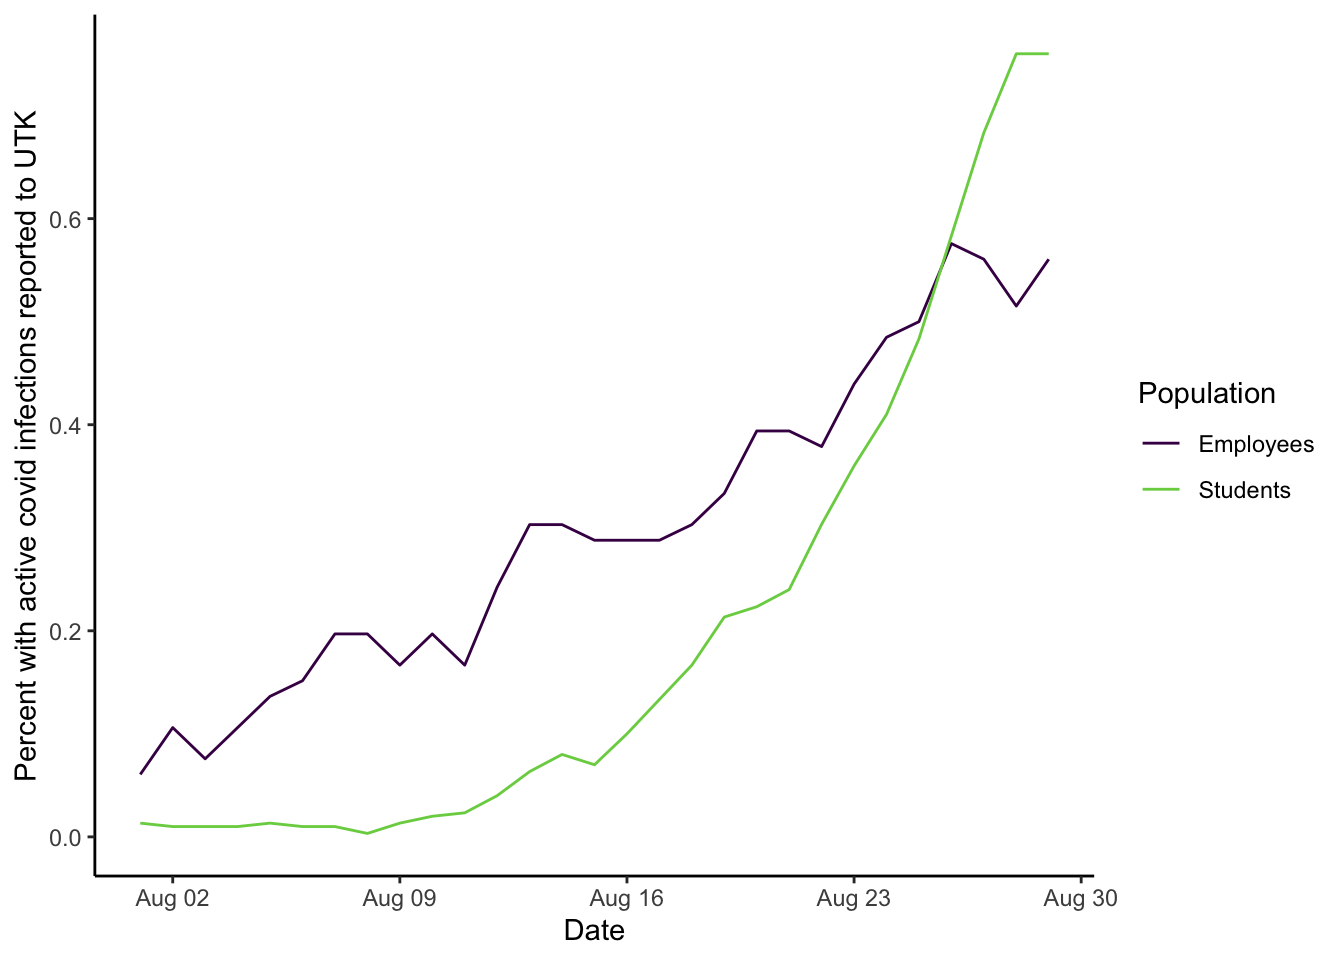 Percent with active covid infections reported to UTK
0.6
0.4
0.2
0.0
Aug 02
Aug 09
Aug 16
Aug 23
Aug 30
Date
Population
Employees
Students